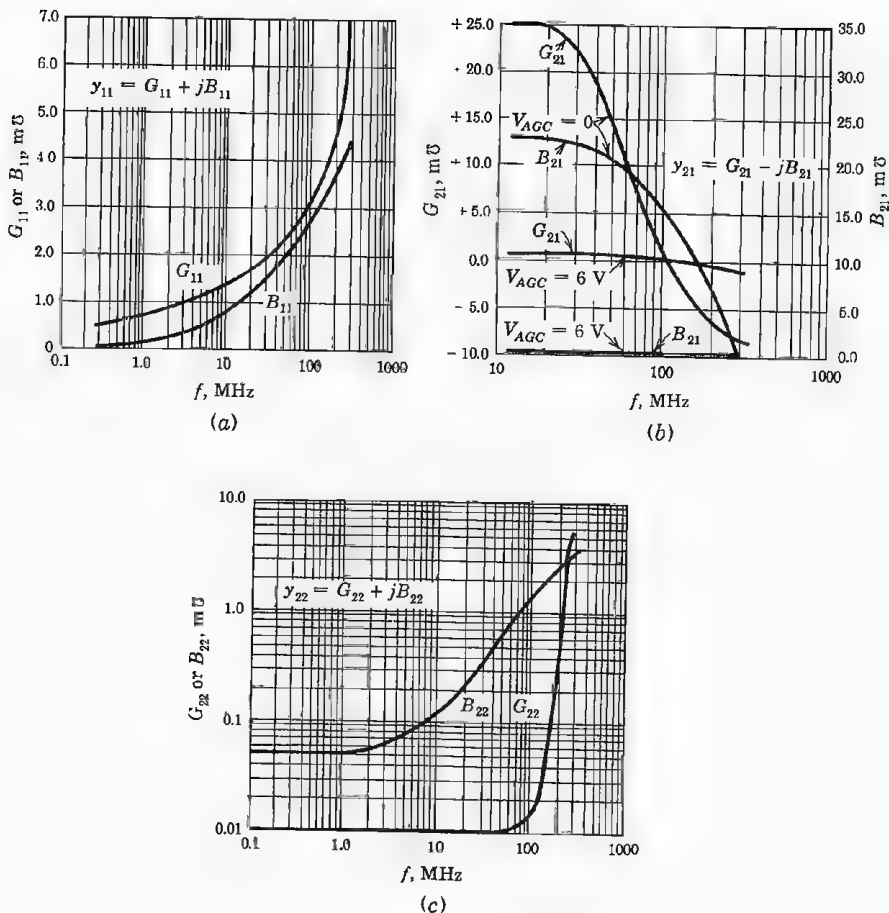 7.0
6.0
5.0
4.0
3.0
2.0
1.0
0
G₁₁ or B₁₁, m℧
y₁₁ = G₁₁ + jB₁₁
G₁₁
B₁₁
0.1
1.0
10
100
1000
f, MHz
(a)
+ 25.0
+ 15.0
+ 10.0
+ 5.0
0.0
- 5.0
- 10.0
G₂₁, m℧
G₂₁
V_AGC = 0
B₂₁
y₂₁ = G₂₁ − jB₂₁
G₂₁
V_AGC = 6 V
V_AGC = 6 V
B₂₁
35.0
30.0
25.0
20.0
15.0
10.0
5.0
0.0
B₂₁, m℧
10
100
1000
f, MHz
(b)
10.0
1.0
0.1
0.01
G₂₂ or B₂₂, m℧
y₂₂ = G₂₂ + jB₂₂
B₂₂
G₂₂
0.1
1.0
10
100
1000
f, MHz
(c)